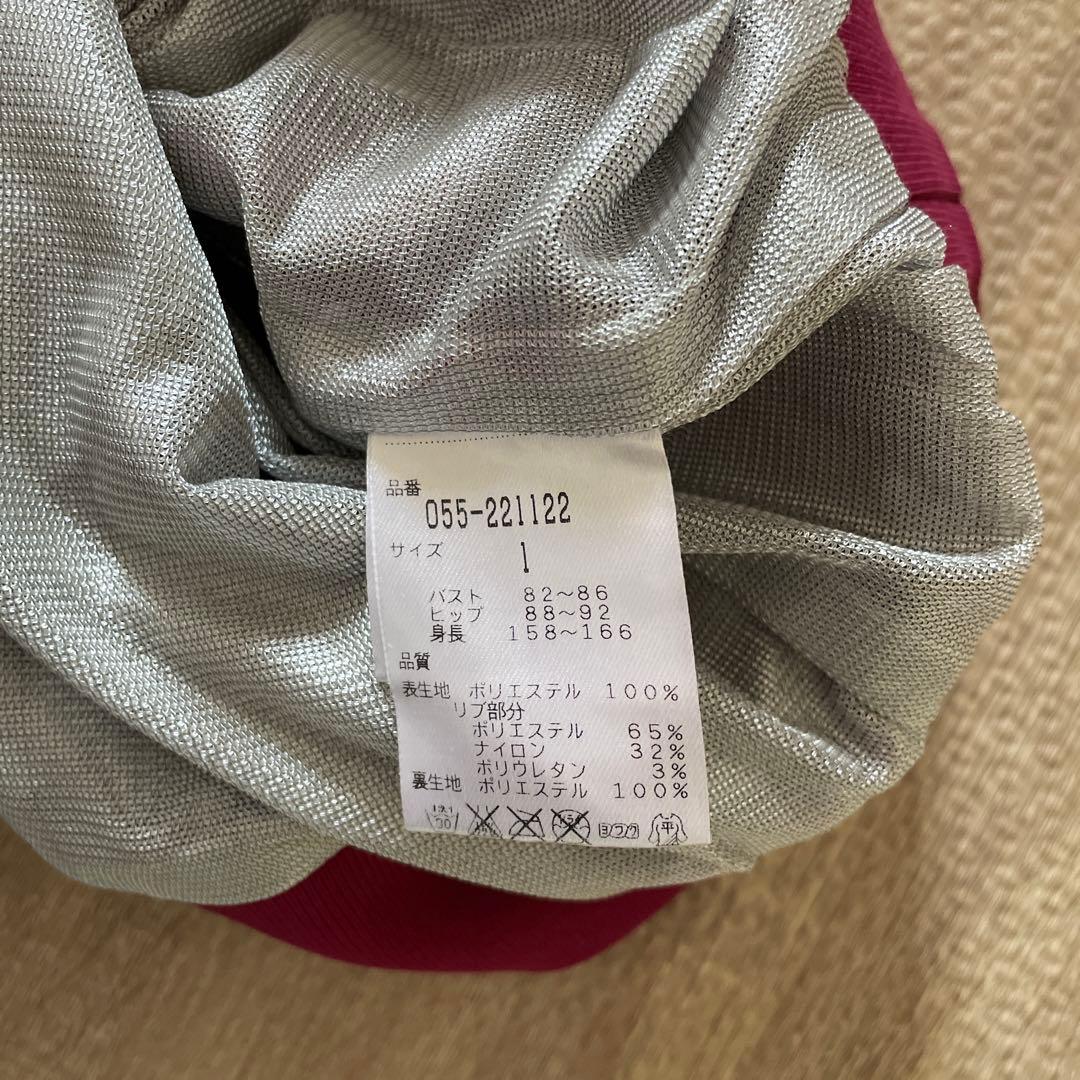 品番
055-221122
サイズ 1
バスト 82～86
ヒップ 88～92
身長 158～166
品質
表生地 ポリエステル 100%
リブ部分
ポリエステル 65%
ナイロン 32%
ポリウレタン 3%
裏生地 ポリエステル 100%
平